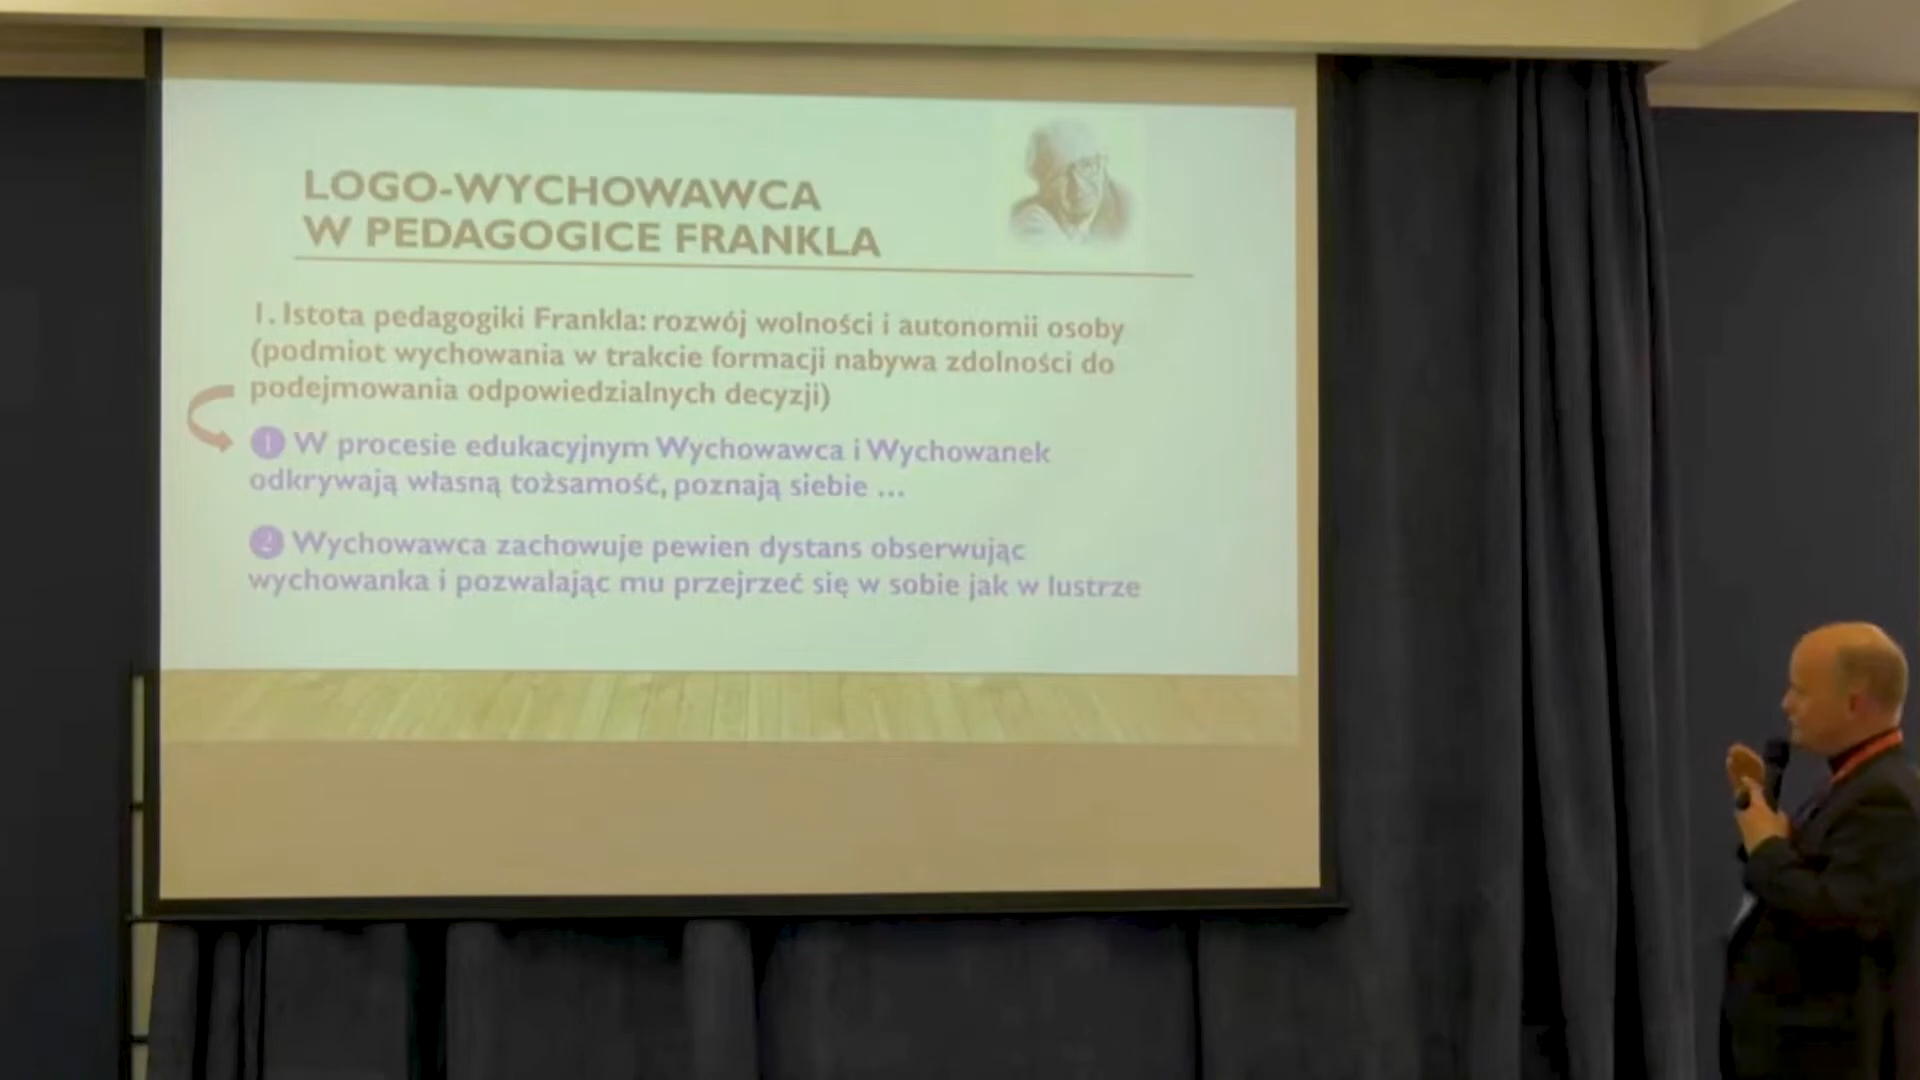 LOGO-WYCHOWAWCA
W PEDAGOGICE FRANKLA
1. Istota pedagogiki Frankla: rozwój wolności i autonomii osoby
(podmiot wychowania w trakcie formacji nabywa zdolności do
podejmowania odpowiedzialnych decyzji)
1 W procesie edukacyjnym Wychowawca i Wychowanek
odkrywają własną tożsamość, poznają siebie ...
2 Wychowawca zachowuje pewien dystans obserwując
wychowanka i pozwalając mu przejrzeć się w sobie jak w lustrze